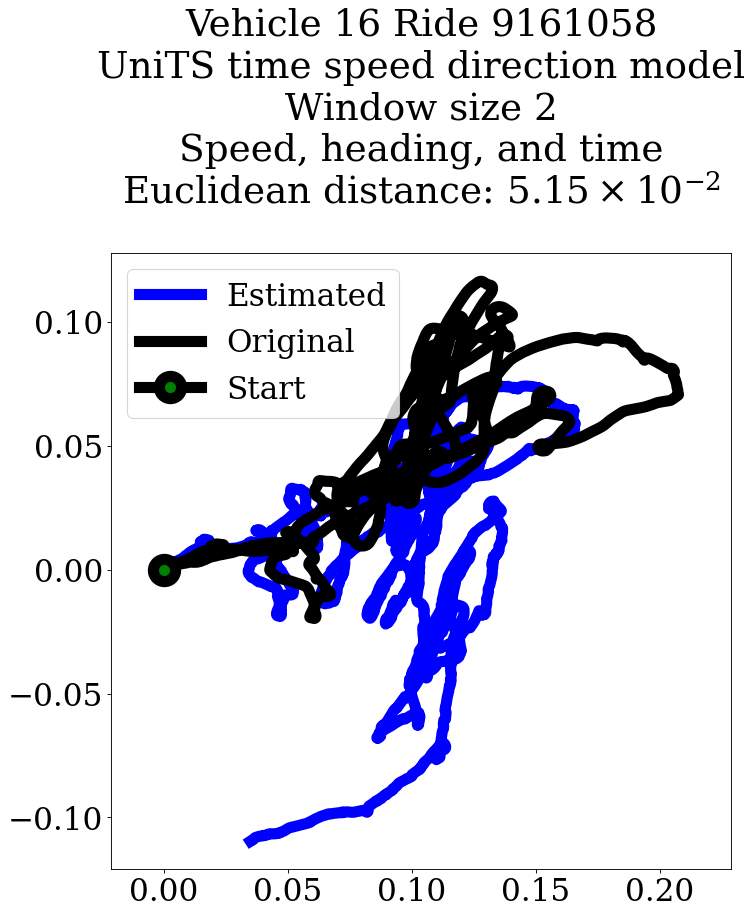 Vehicle 16 Ride 9161058
UniTS time speed direction model
Window size 2
Speed, heading, and time
Euclidean distance: 5.15 × 10⁻²
Estimated
Original
Start
0.10
0.05
0.00
−0.05
−0.10
0.00 0.05 0.10 0.15 0.20